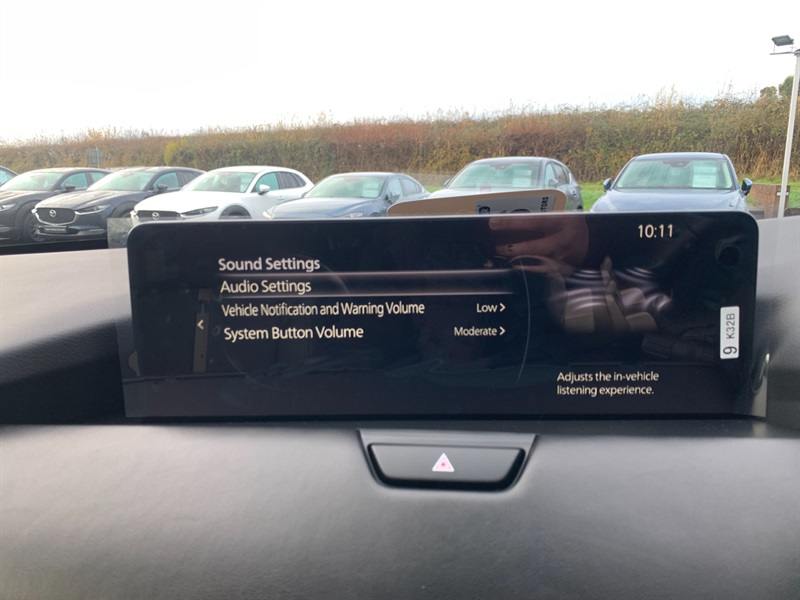 10:11
Sound Settings
Audio Settings
Vehicle Notification and Warning Volume Low >
System Button Volume Moderate >
Adjusts the in-vehicle
listening experience.
9 K32B
TORS